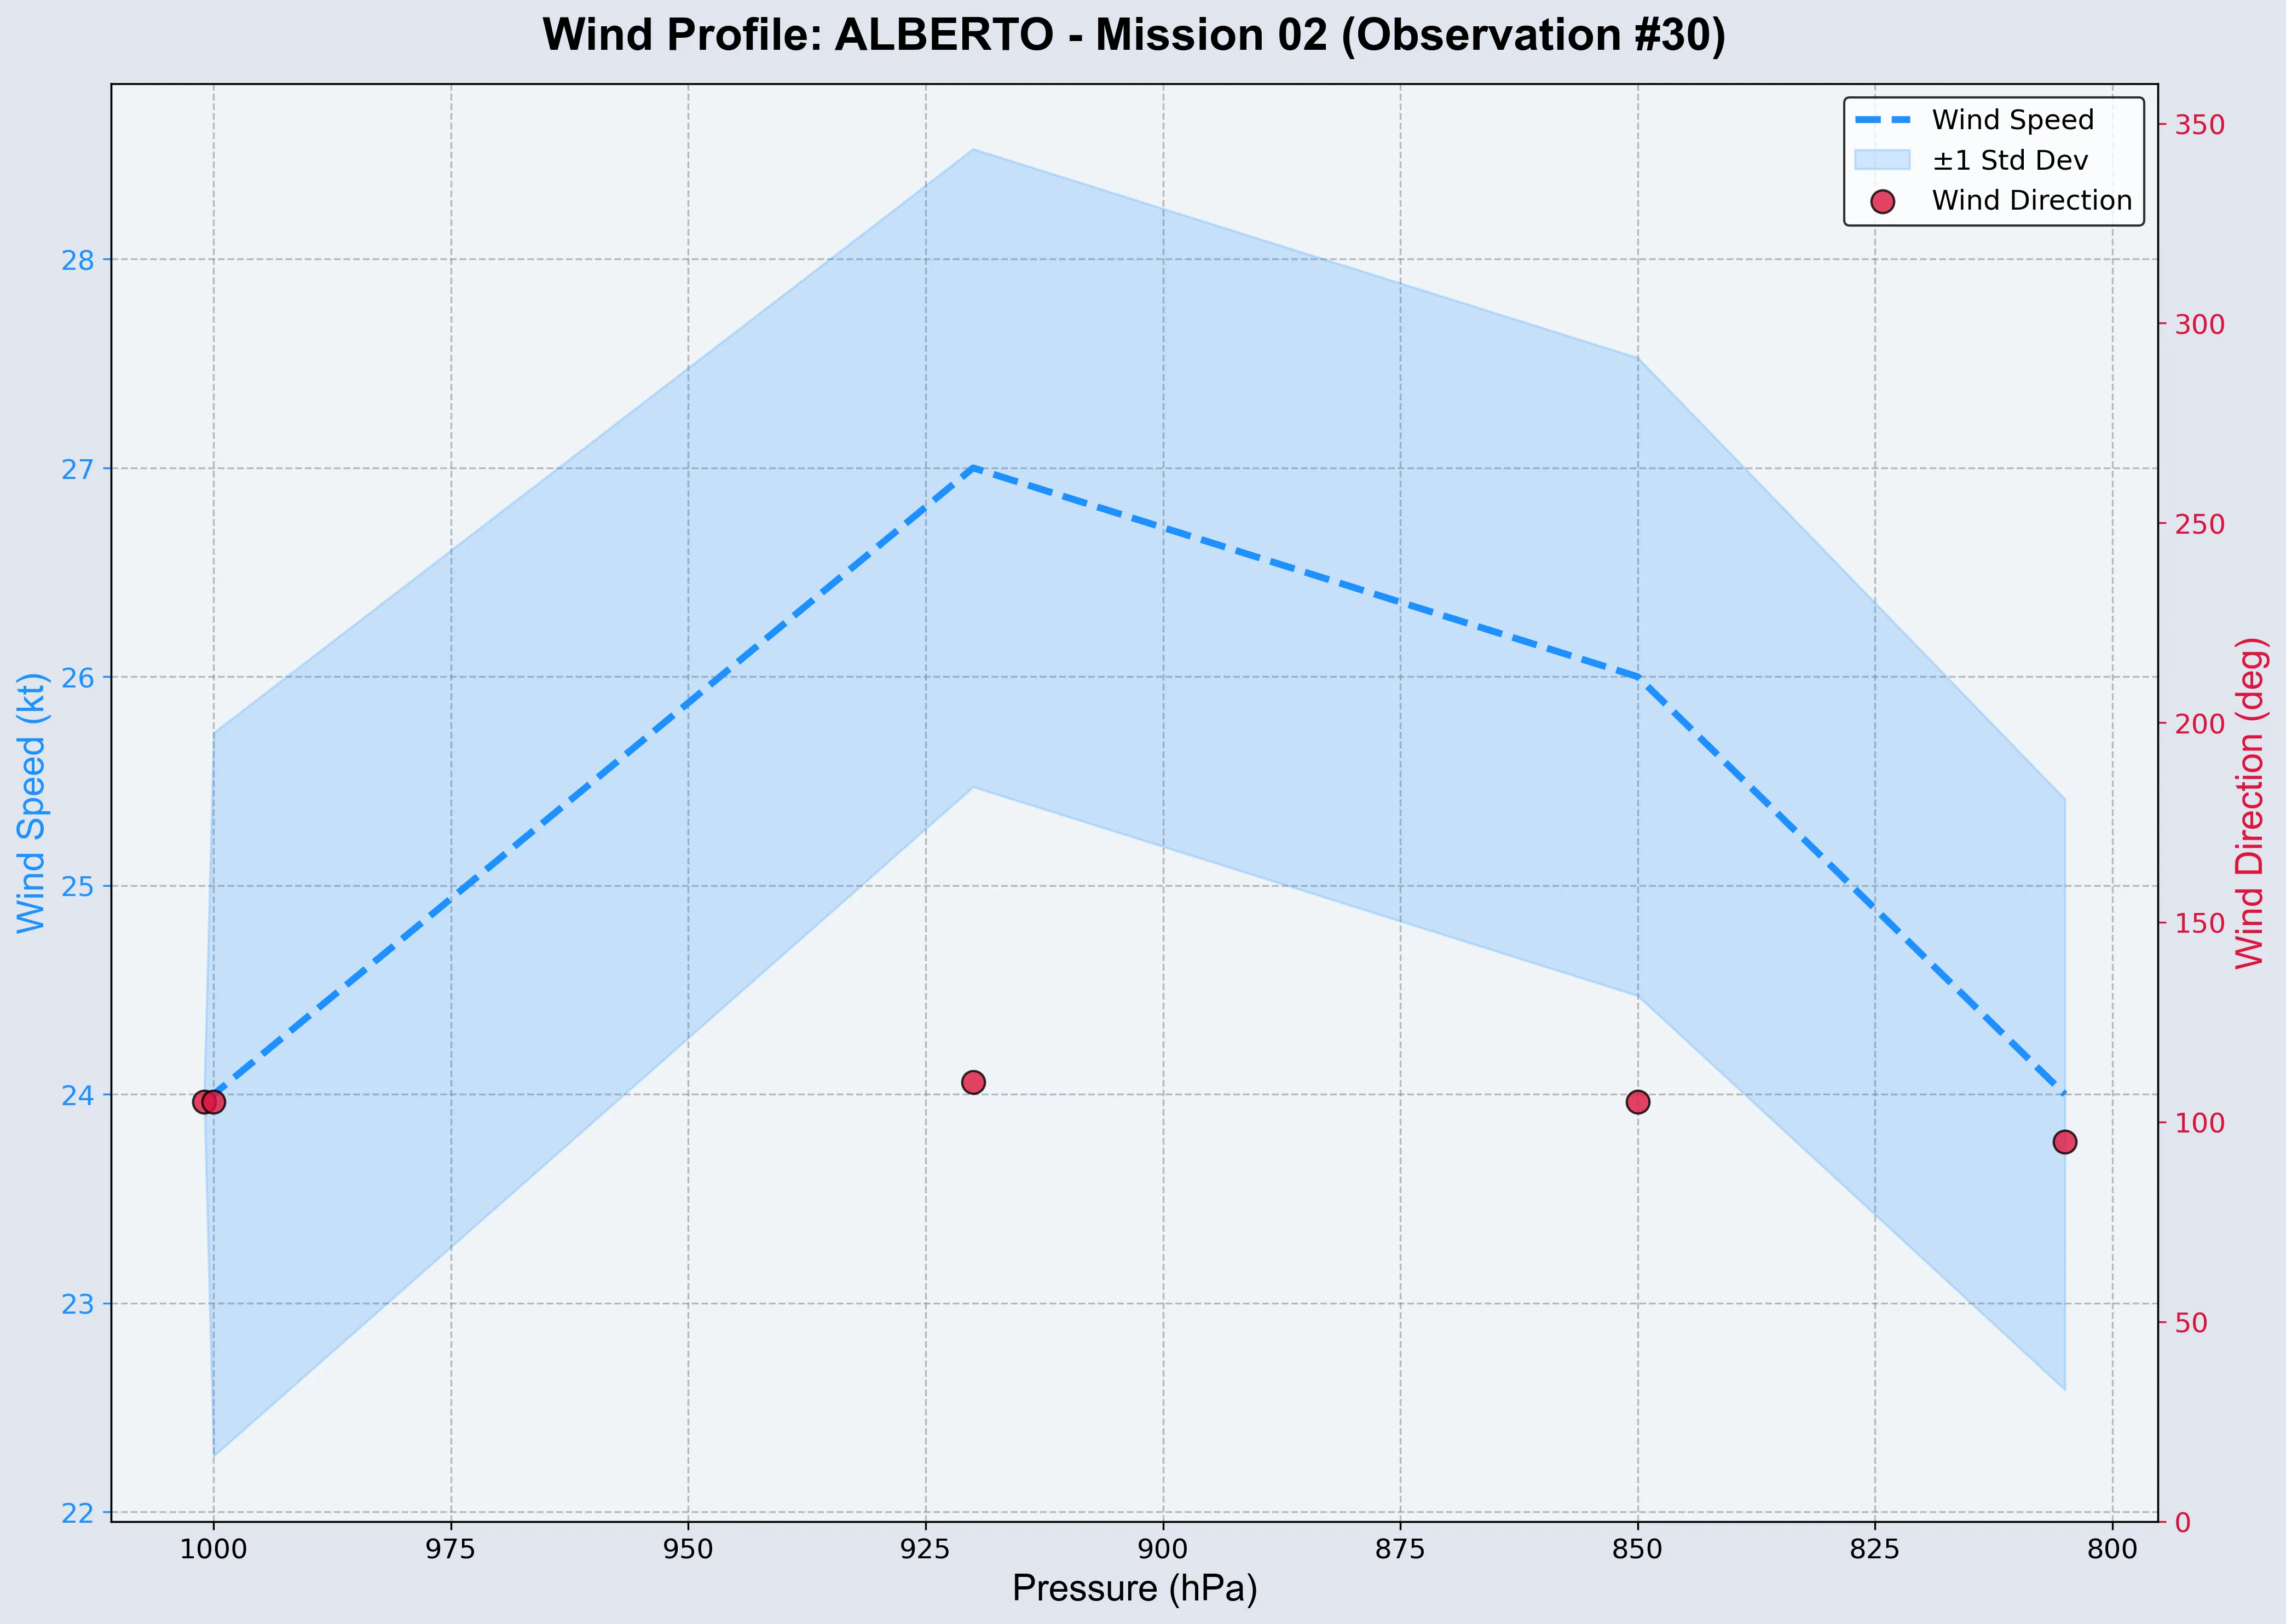 Wind Profile: ALBERTO - Mission 02 (Observation #30)
Wind Speed
±1 Std Dev
Wind Direction
Wind Speed (kt)
28
27
26
25
24
23
22
350
300
250
200
150
100
50
0
Wind Direction (deg)
1000 975 950 925 900 875 850 825 800
Pressure (hPa)